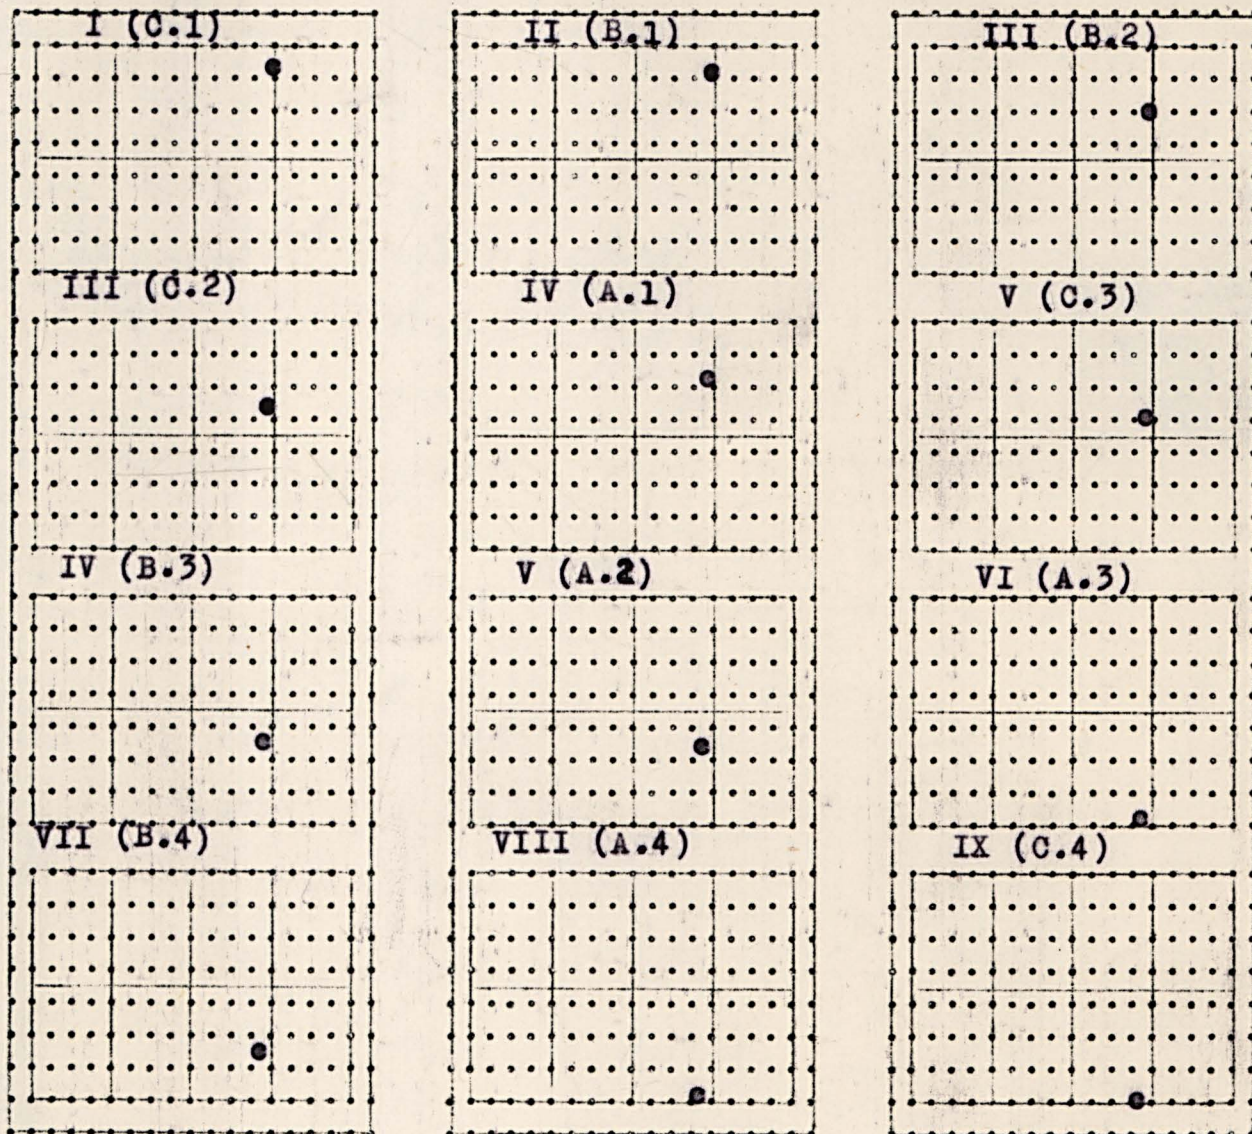 I (C.1)
II (B.1)
III (B.2)
III (C.2)
IV (A.1)
V (C.3)
IV (B.3)
V (A.2)
VI (A.3)
VII (B.4)
VIII (A.4)
IX (C.4)